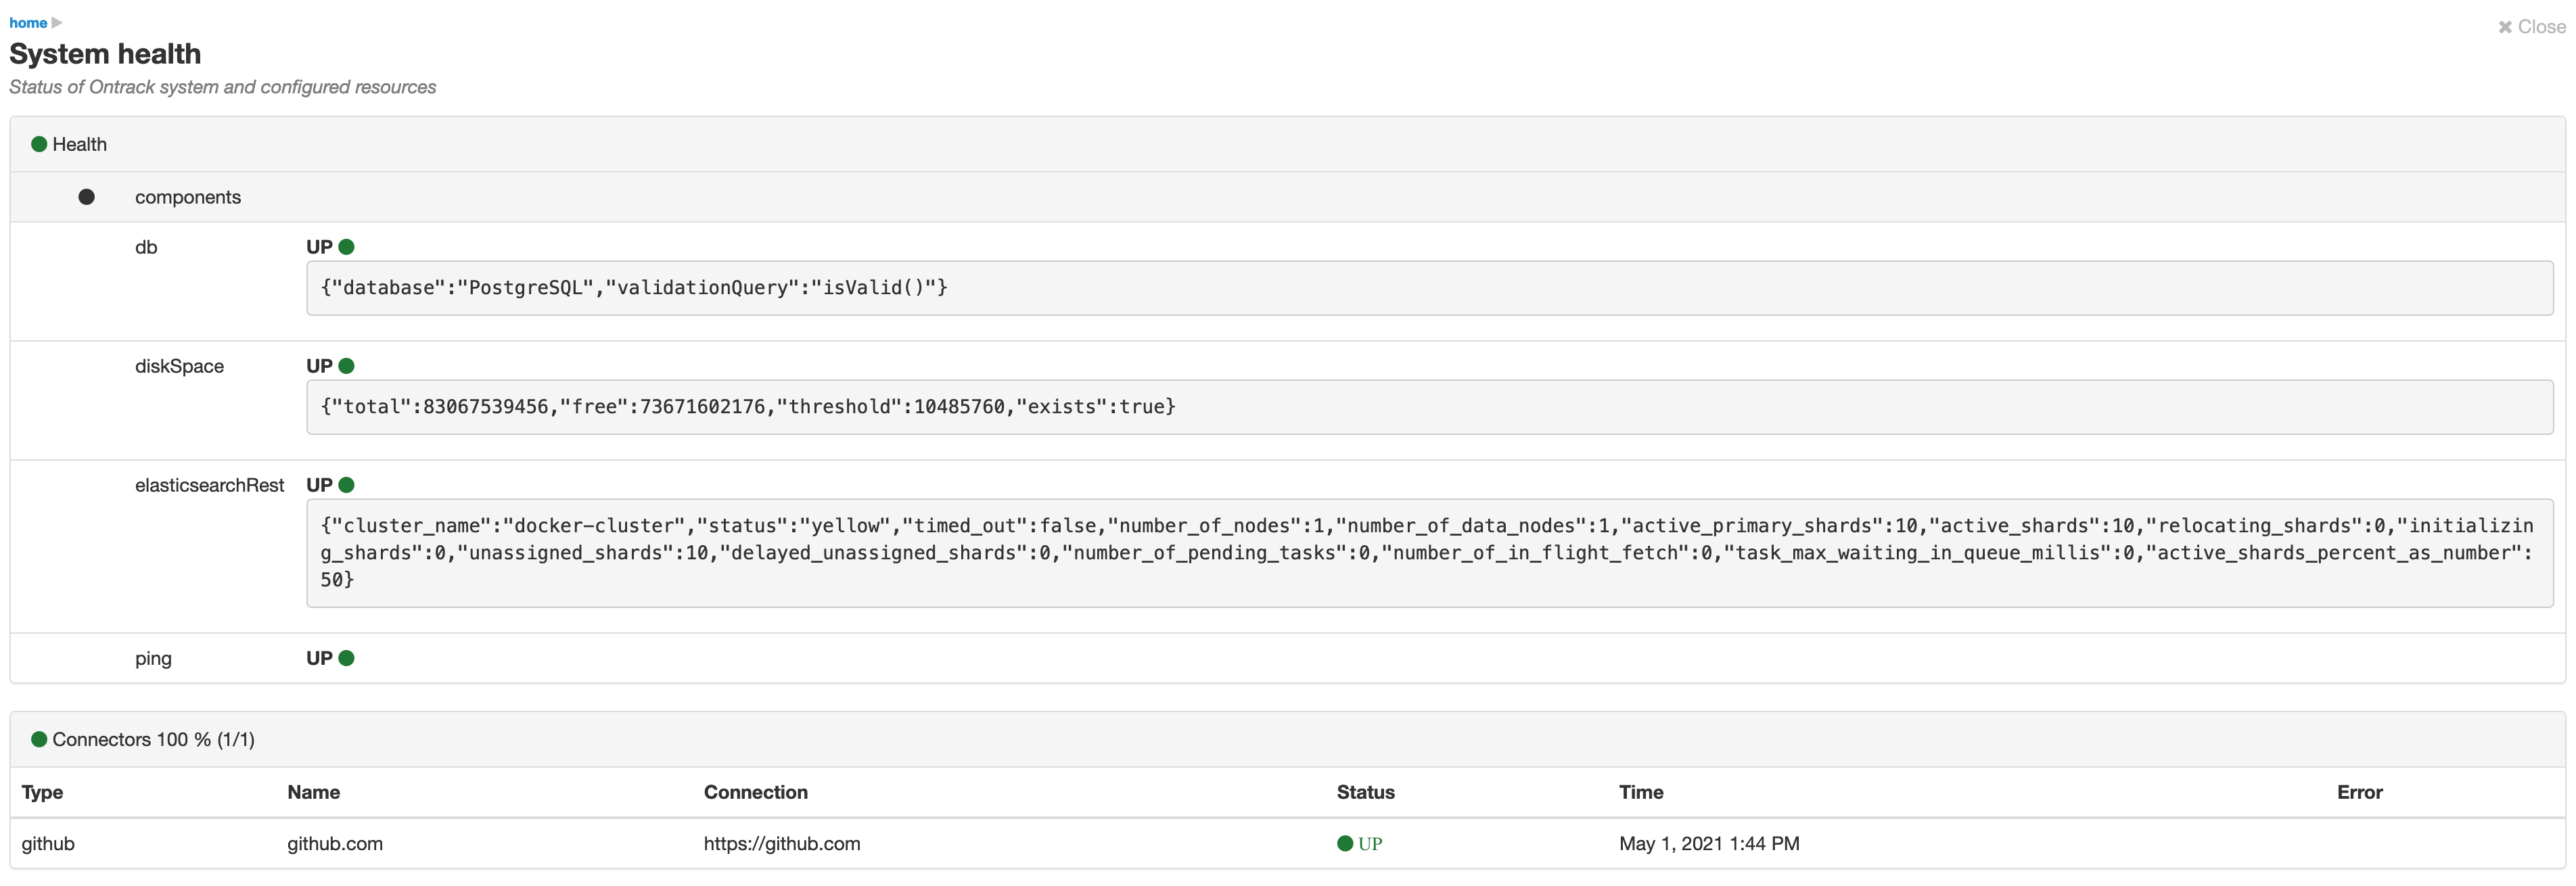 home
Close
System health
Status of Ontrack system and configured resources
Health
components
db UP
{"database":"PostgreSQL","validationQuery":"isValid()"}
diskSpace UP
{"total":83067539456,"free":73671602176,"threshold":10485760,"exists":true}
elasticsearchRest UP
{"cluster_name":"docker-cluster","status":"yellow","timed_out":false,"number_of_nodes":1,"number_of_data_nodes":1,"active_primary_shards":10,"active_shards":10,"relocating_shards":0,"initializin
g_shards":0,"unassigned_shards":10,"delayed_unassigned_shards":0,"number_of_pending_tasks":0,"number_of_in_flight_fetch":0,"task_max_waiting_in_queue_millis":0,"active_shards_percent_as_number":
50}
ping UP
Connectors 100 % (1/1)
Type Name Connection Status Time Error
github github.com https://github.com UP May 1, 2021 1:44 PM